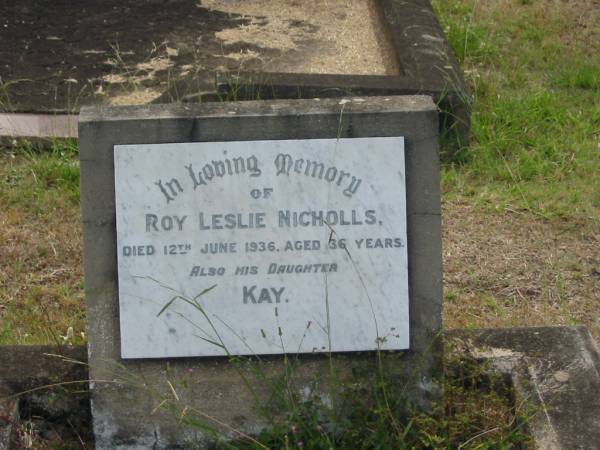 In Loving Memory
OF
ROY LESLIE NICHOLLS,
DIED 12TH JUNE 1936. AGED 36 YEARS.
ALSO HIS DAUGHTER
KAY.